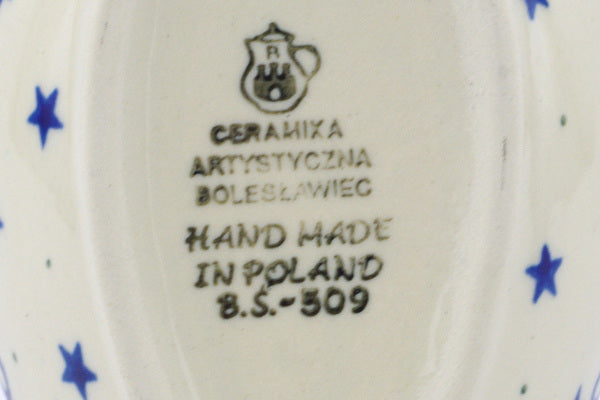 R
CERAMIKA
ARTYSTYCZNA
BOLESŁAWIEC
HAND MADE
IN POLAND
B.Ś.-509